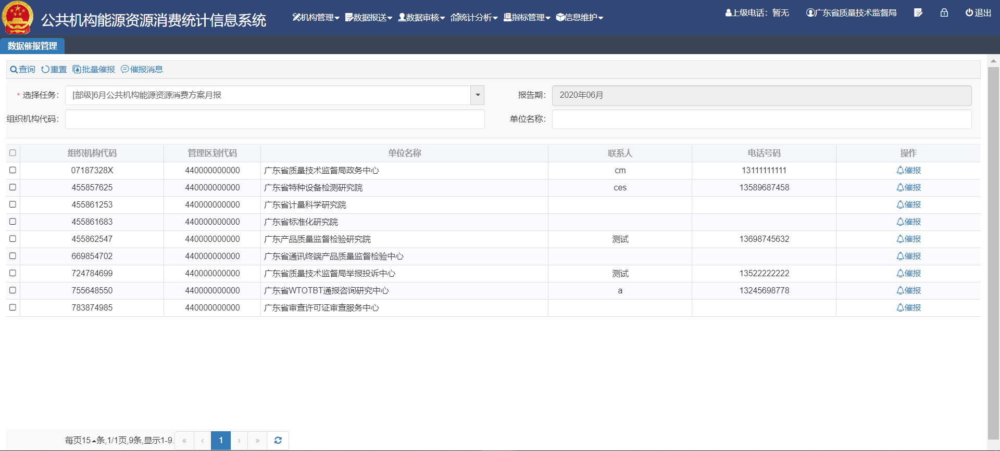 公共机构能源资源消费统计信息系统
机构管理 数据报送 数据审核 统计分析 指标管理 信息维护
上级电话：暂无 广东省质量技术监督局 退出
数据催报管理
查询 重置 批量催报 催报消息
* 选择任务： [部级]6月公共机构能源资源消费方案月报 报告期： 2020年06月
组织机构代码： 单位名称：
组织机构代码 管理区划代码 单位名称 联系人 电话号码 操作
07187328X 440000000000 广东省质量技术监督局政务中心 cm 13111111111 催报
455857625 440000000000 广东省特种设备检测研究院 ces 13589687458 催报
455861253 440000000000 广东省计量科学研究院 催报
455861683 440000000000 广东省标准化研究院 催报
455862547 440000000000 广东产品质量监督检验研究院 测试 13698745632 催报
669854702 440000000000 广东省通讯终端产品质量监督检验中心 催报
724784699 440000000000 广东省质量技术监督局举报投诉中心 测试 13522222222 催报
755648550 440000000000 广东省WTOTBT通报咨询研究中心 a 13245698778 催报
783874985 440000000000 广东省审查许可证审查服务中心 催报
每页15条,1/1页,9条,显示1-9. « ‹ 1 › »